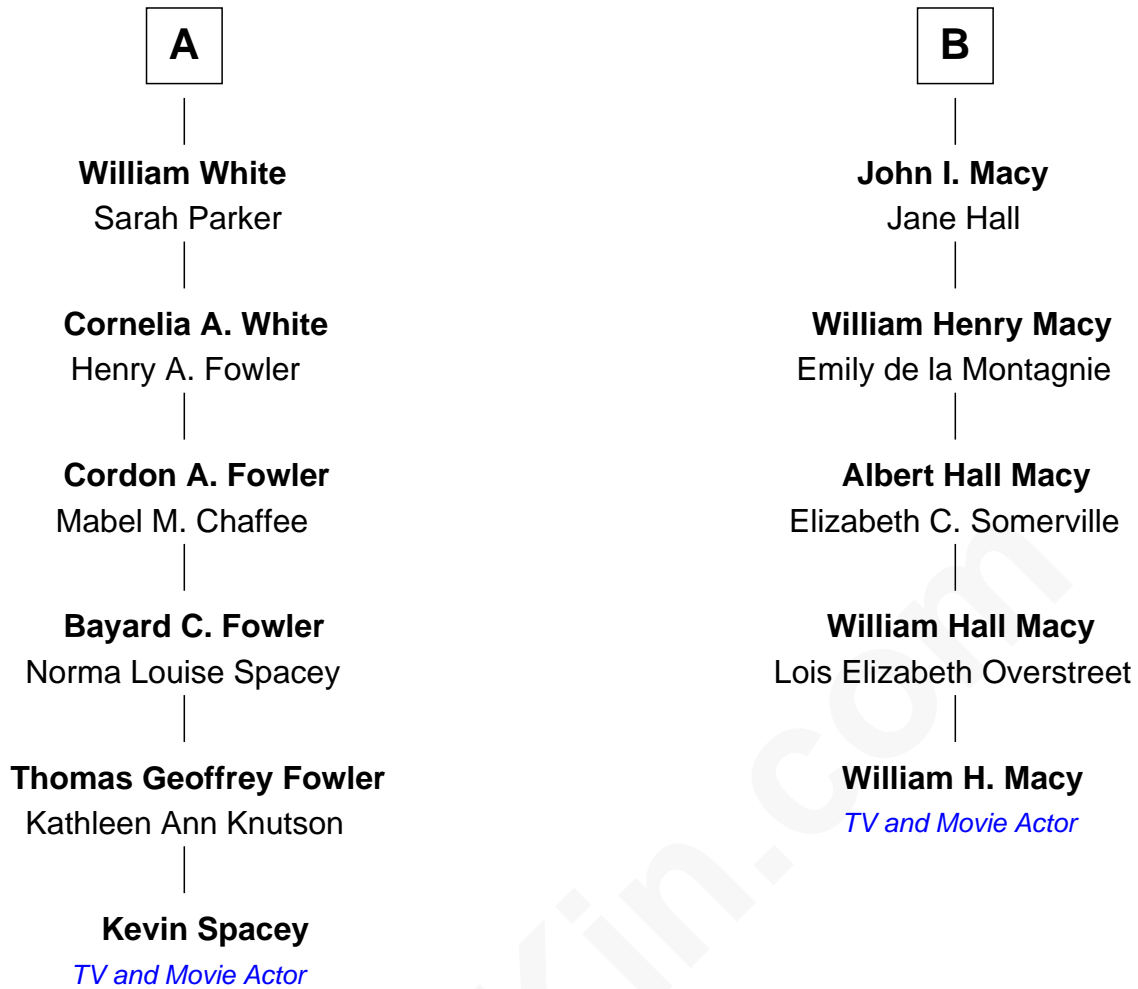 A
William White
Sarah Parker
Cornelia A. White
Henry A. Fowler
Cordon A. Fowler
Mabel M. Chaffee
Bayard C. Fowler
Norma Louise Spacey
Thomas Geoffrey Fowler
Kathleen Ann Knutson
Kevin Spacey
TV and Movie Actor
B
John I. Macy
Jane Hall
William Henry Macy
Emily de la Montagnie
Albert Hall Macy
Elizabeth C. Somerville
William Hall Macy
Lois Elizabeth Overstreet
William H. Macy
TV and Movie Actor
Kin.com